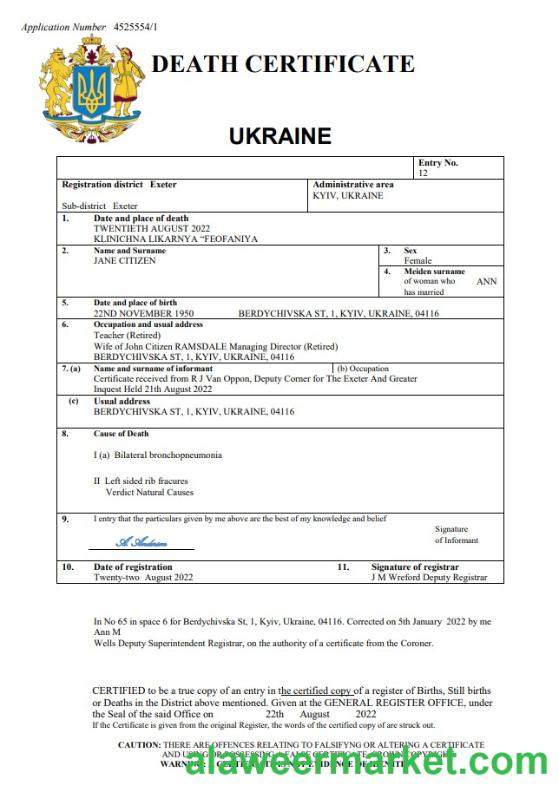 Application Number 4525554/1
DEATH CERTIFICATE
UKRAINE
Entry No.
12
Registration district Exeter
Sub-district Exeter
Administrative area
KYIV, UKRAINE
1. Date and place of death
TWENTIETH AUGUST 2022
KLINICHNA LIKARNYA “FEOFANIYA
2. Name and Surname
JANE CITIZEN
3. Sex
Female
4. Meiden surname
of woman who ANN
has married
5. Date and place of birth
22ND NOVEMBER 1950 BERDYCHIVSKA ST, 1, KYIV, UKRAINE, 04116
6. Occupation and usual address
Teacher (Retired)
Wife of John Citizen RAMSDALE Managing Director (Retired)
BERDYCHIVSKA ST, 1, KYIV, UKRAINE, 04116
7. (a) Name and surname of informant (b) Occupation
Certificate received from R J Van Oppon, Deputy Corner for The Exeter And Greater
Inquest Held 21th August 2022
(c) Usual address
BERDYCHIVSKA ST, 1, KYIV, UKRAINE, 04116
8. Cause of Death
I (a) Bilateral bronchopneumonia
II Left sided rib fracures
Verdict Natural Causes
9. I entry that the particulars given by me above are the best of my knowledge and belief
A. Anderson
Signature
of Informant
10. Date of registration
Twenty-two August 2022
11. Signature of registrar
J M Wreford Deputy Registrar
In No 65 in space 6 for Berdychivska St, 1, Kyiv, Ukraine, 04116. Corrected on 5th January 2022 by me
Ann M
Wells Deputy Superintendent Registrar, on the authority of a certificate from the Coroner.
CERTIFIED to be a true copy of an entry in the certified copy of a register of Births, Still births
or Deaths in the District above mentioned. Given at the GENERAL REGISTER OFFICE, under
the Seal of the said Office on 22th August 2022
If the Certificate is given from the original Register, the words of the certified copy of are struck out.
CAUTION: THERE ARE OFFENCES RELATING TO FALSIFYNG OR ALTERING A CERTIFICATE
AND USING OR POSSESSING A FALSE CERTIFICATE. CROWN COPYRIGHT
WARNING: A CERTIFICATE IS NOT EVIDENCE OF IDENTITY
alaweermarket.com